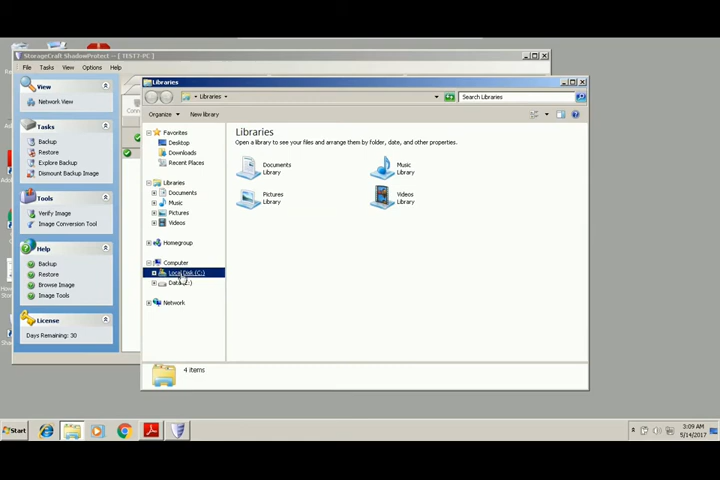 StorageCraft ShadowProtect - [TEST7-PC]
File Tasks View Options Help
View
Network View
Tasks
Backup
Restore
Explore Backup
Dismount Backup Image
Tools
Verify Image
Image Conversion Tool
Help
Backup
Restore
Browse Image
Image Tools
License
Days Remaining: 30
Libraries
Libraries
Search Libraries
Organize New library
Favorites
Desktop
Downloads
Recent Places
Libraries
Documents
Music
Pictures
Videos
Homegroup
Computer
Local Disk (C:)
Network
Libraries
Open a library to see your files and arrange them by folder, date, and other properties.
Documents
Library
Music
Library
Pictures
Library
Videos
Library
4 items
Start
3:09 AM
5/14/2017